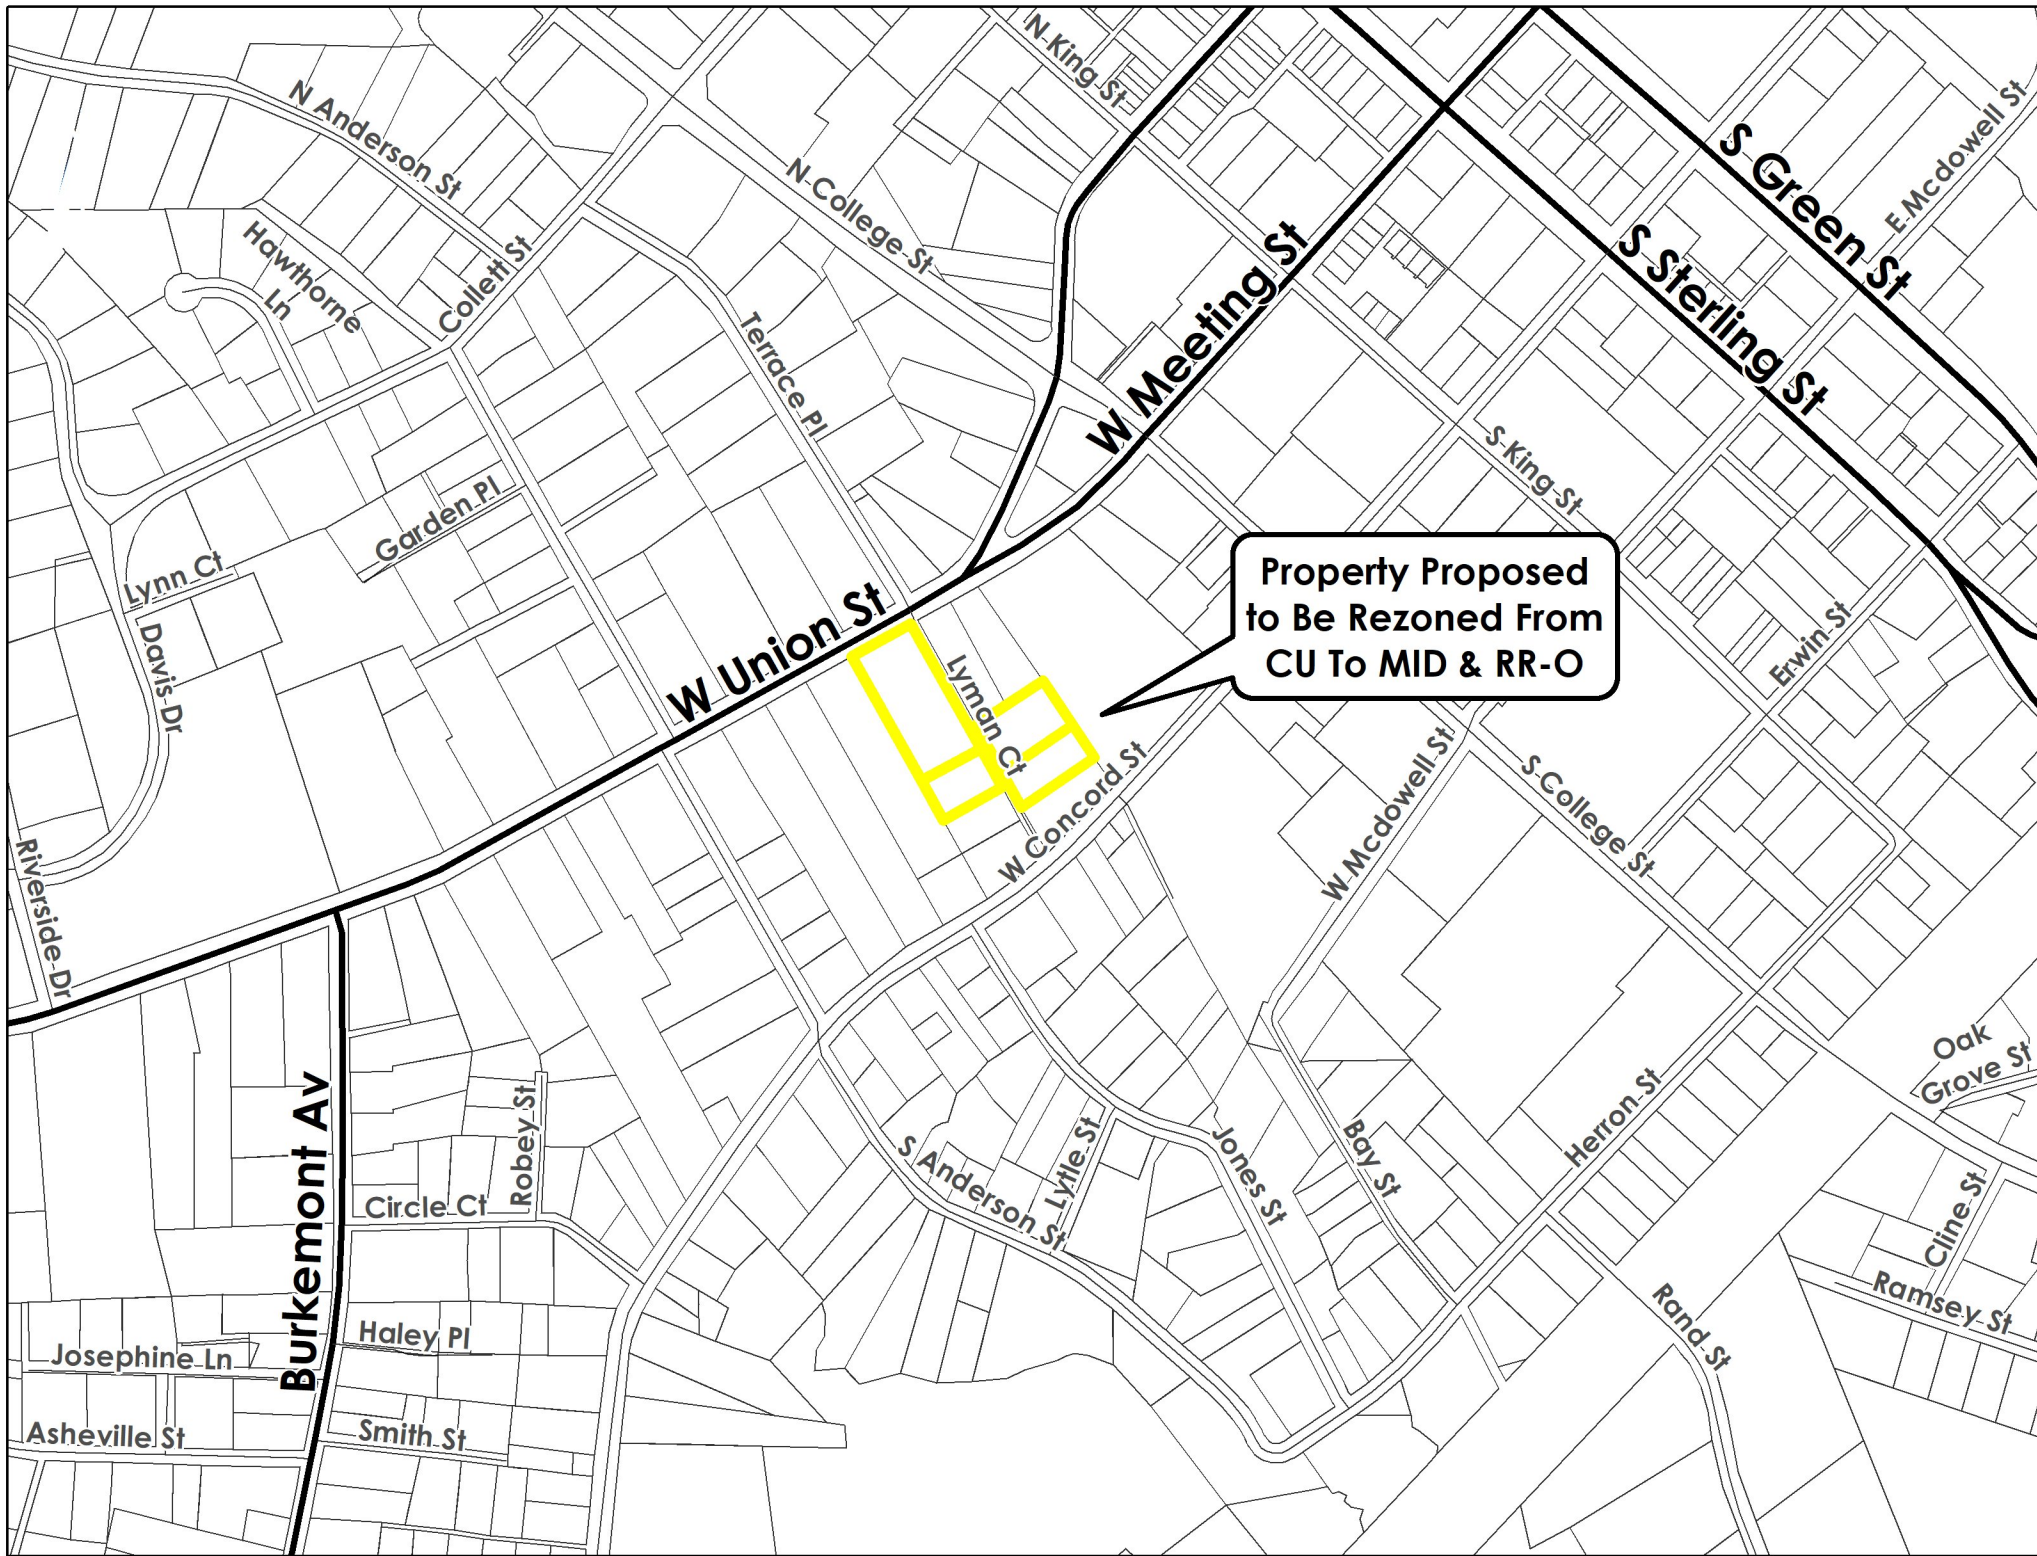 N King St
N Anderson St
E Mcdowell St
S Green St
N College St
Hawthorne
Ln
Collett St
W Meeting St
S Sterling St
Terrace Pl
S King St
Garden Pl
Lynn Ct
Property Proposed
to Be Rezoned From
CU To MID & RR-O
W Union St
Erwin St
Davis Dr
Lyman Ct
W Concord St
W Mcdowell St
S College St
Riverside Dr
Oak
Grove St
Burkemont Av
Robey St
Herron St
Lytle St
Jones St
Bay St
S Anderson St
Circle Ct
Cline St
Ramsey St
Rand St
Haley Pl
Josephine Ln
Asheville St
Smith St